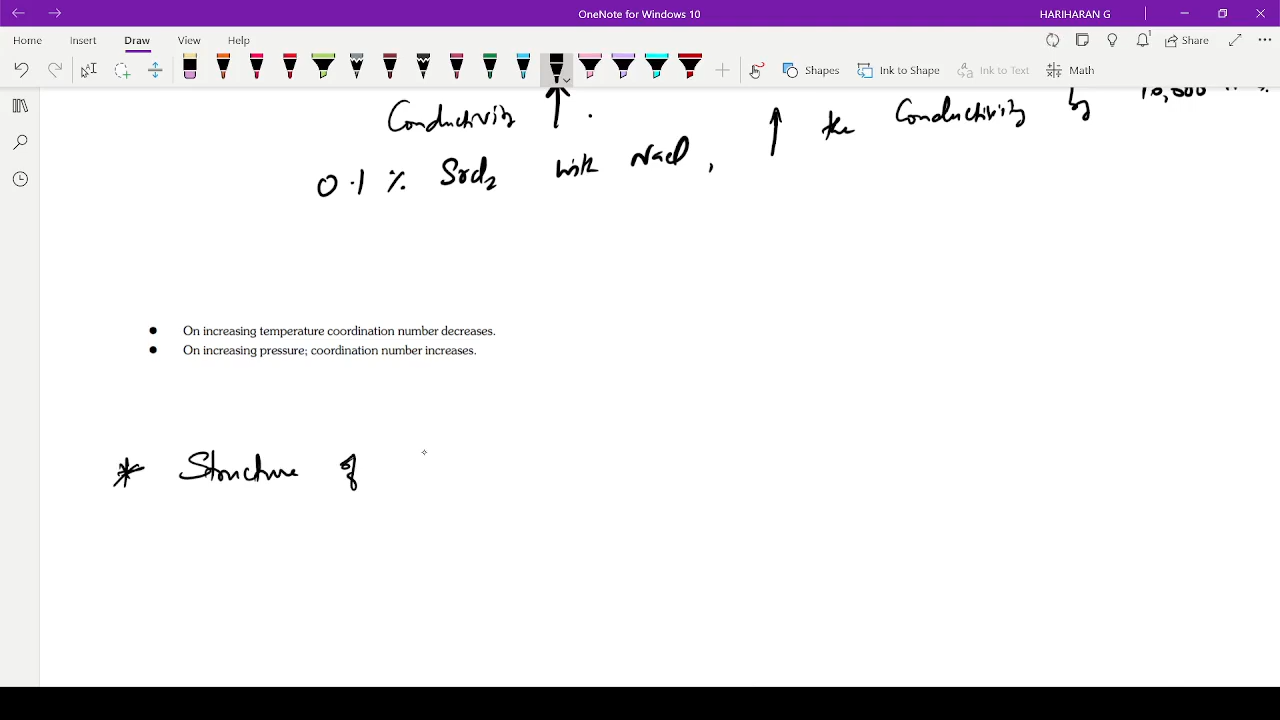 OneNote for Windows 10
HARIHARAN G
Home Insert Draw View Help
Share
Shapes Ink to Shape Ink to Text Math
Conductivity ↑ . ↑ the Conductivity by
0.1 % SrCl2 with NaCl ,
• On increasing temperature coordination number decreases.
• On increasing pressure; coordination number increases.
* Structure of